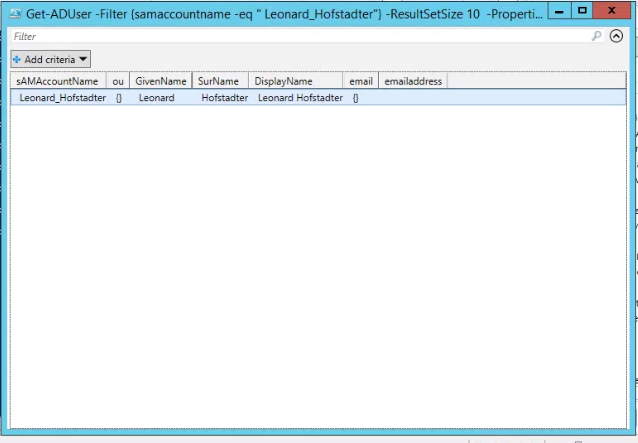 Get-ADUser -Filter {samaccountname -eq " Leonard_Hofstadter"} -ResultSetSize 10 -Properti...
Filter
Add criteria
sAMAccountName ou GivenName SurName DisplayName email emailaddress
Leonard_Hofstadter {} Leonard Hofstadter Leonard Hofstadter {}